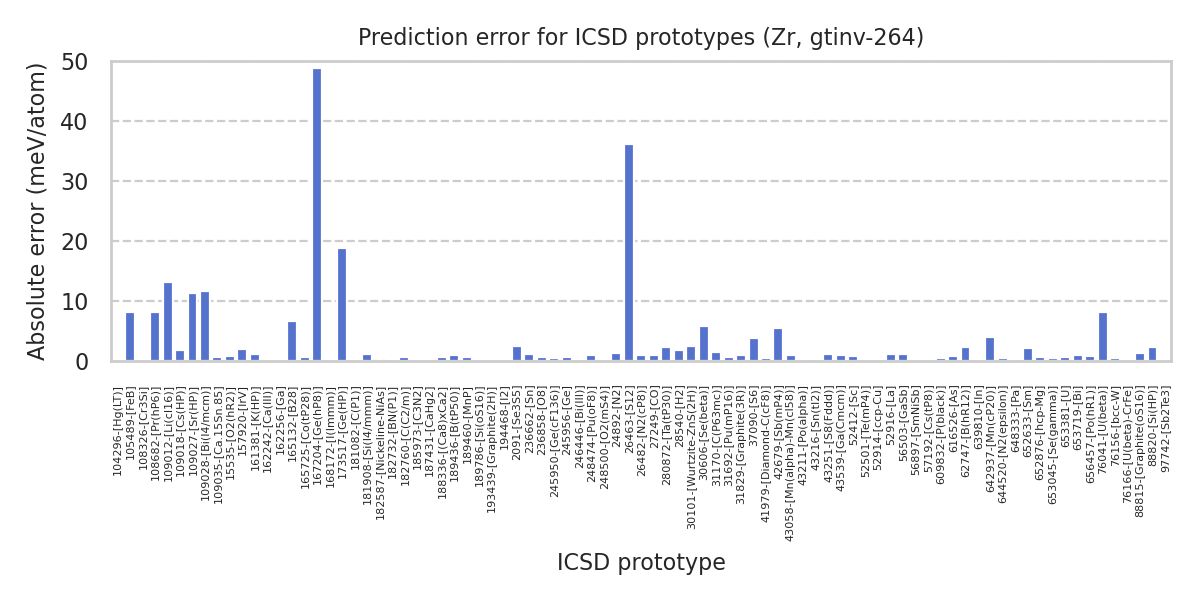 Prediction error for ICSD prototypes (Zr, gtinv-264)
Absolute error (meV/atom)
50
40
30
20
10
0
104296-[Hg(LT)]
105489-[FeB]
108326-[Cr3Si]
108682-[Pr(hP6)]
109012-[Li(cI16)]
109018-[Cs(HP)]
109027-[Sr(HP)]
109028-[Bi(I4/mcm)]
109035-[Ca.15Sn.85]
15535-[O2(hR2)]
157920-[IrV]
161381-[K(HP)]
162242-[Ca(III)]
162256-[Ga]
165132-[B28]
165725-[Co(tP28)]
167204-[Ge(hP8)]
168172-[I(Immm)]
173517-[Ge(HP)]
181082-[C(P1)]
181908-[Si(I4/mmm)]
182587-[Nickeline-NiAs]
182732-[BN(P1)]
182760-[C(C2/m)]
185973-[C3N2]
187431-[CaHg2]
188336-[(Ca8)xCa2]
189436-[B(tP50)]
189460-[MnP]
189786-[Si(oS16)]
193439-[Graphite(2H)]
194468-[I2]
2091-[Se3S5]
236662-[Sn]
236858-[O8]
245950-[Ge(cF136)]
245956-[Ge]
246446-[Bi(III)]
248474-[Pu(oF8)]
248500-[O2(mS4)]
24892-[N2]
26463-[S12]
26482-[N2(cP8)]
27249-[CO]
280872-[Ta(tP30)]
28540-[H2]
30101-[Wurtzite-ZnS(2H)]
30606-[Se(beta)]
31170-[C(P63mc)]
31692-[Pu(mP16)]
31829-[Graphite(3R)]
37090-[S6]
41979-[Diamond-C(cF8)]
42679-[Sb(mP4)]
43058-[Mn(alpha)-Mn(cI58)]
43211-[Po(alpha)]
43216-[Sn(tI2)]
43251-[S8(Fddd)]
43539-[Ga(Cmcm)]
52412-[Sc]
52501-[Te(mP4)]
52914-[ccp-Cu]
52916-[La]
56503-[GaSb]
56897-[SmNiSb]
57192-[Cs(tP8)]
609832-[P(black)]
616526-[As]
62747-[B(hR12)]
639810-[In]
642937-[Mn(cP20)]
644520-[N2(epsilon)]
648333-[Pa]
652633-[Sm]
652876-[hcp-Mg]
653045-[Se(gamma)]
653381-[U]
653719-[Bi]
656457-[Po(hR1)]
76041-[U(beta)]
76156-[bcc-W]
76166-[U(beta)-CrFe]
88815-[Graphite(oS16)]
88820-[Si(HP)]
97742-[Sb2Te3]
ICSD prototype